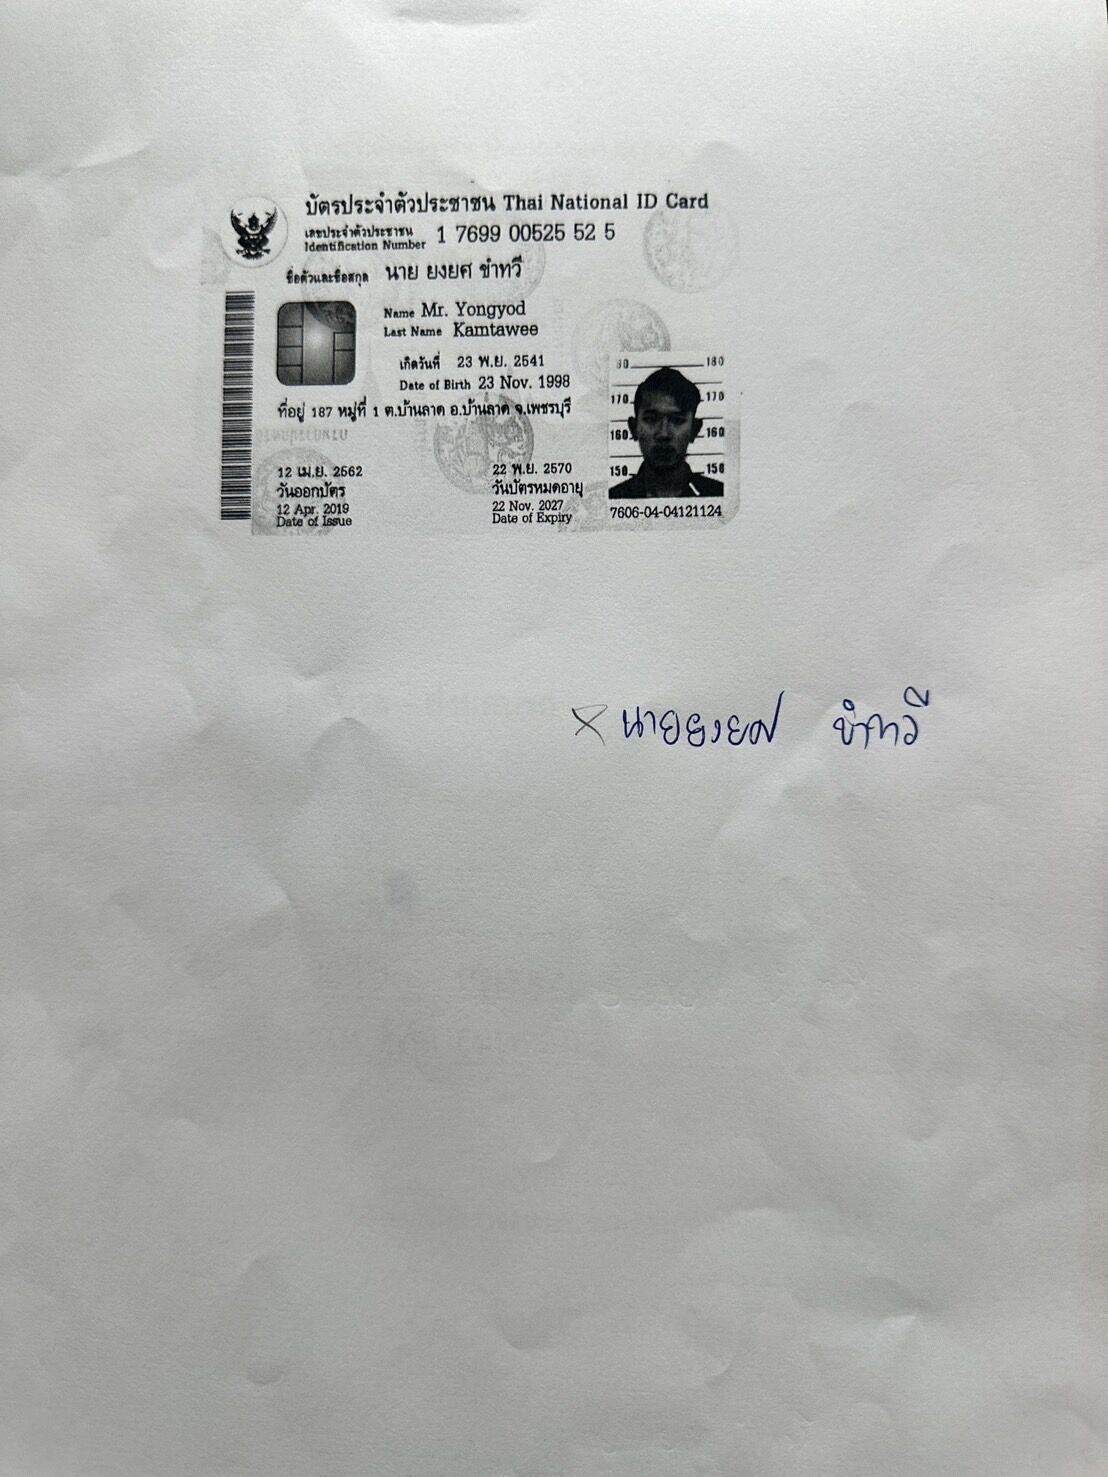 บัตรประจำตัวประชาชน Thai National ID Card
เลขประจำตัวประชาชน
Identification Number 1 7699 00525 52 5
ชื่อตัวและชื่อสกุล นาย ยงยศ ขำทวี
Name Mr. Yongyod
Last Name Kamtawee
เกิดวันที่ 23 พ.ย. 2541
Date of Birth 23 Nov. 1998
ที่อยู่ 187 หมู่ที่ 1 ต.บ้านลาด อ.บ้านลาด จ.เพชรบุรี
12 เม.ย. 2562
วันออกบัตร
12 Apr. 2019
Date of Issue
22 พ.ย. 2570
วันบัตรหมดอายุ
22 Nov. 2027
Date of Expiry
180
170 170
160 160
150 150
7606-04-04121124
นายยงยศ ขำทวี